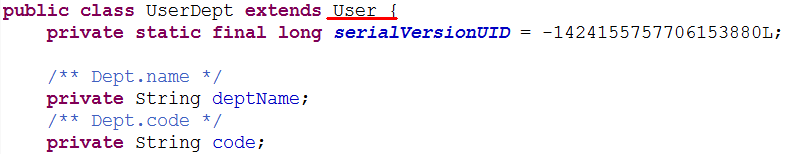 public class UserDept extends User {
private static final long serialVersionUID = -1424155757706153880L;
/** Dept.name */
private String deptName;
/** Dept.code */
private String code;